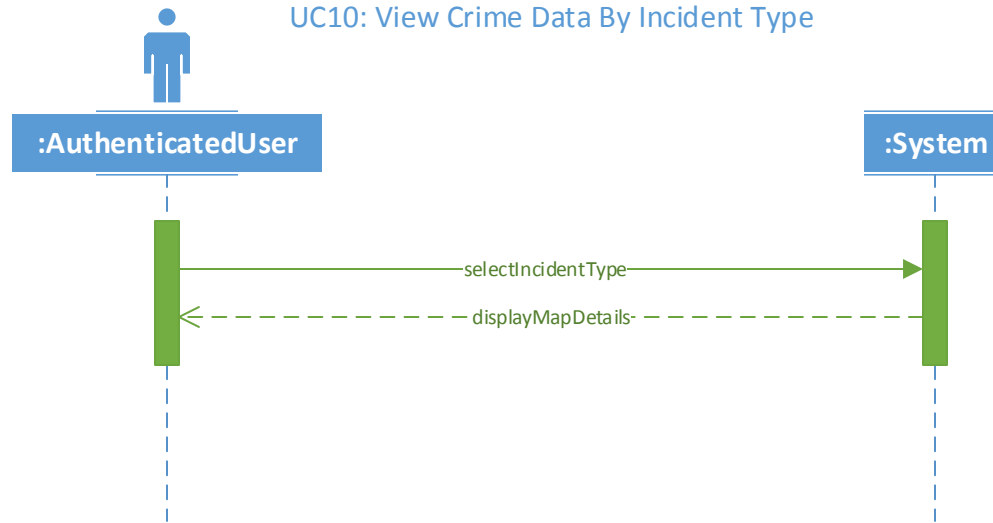 UC10: View Crime Data By Incident Type
:AuthenticatedUser
:System
selectIncidentType
displayMapDetails